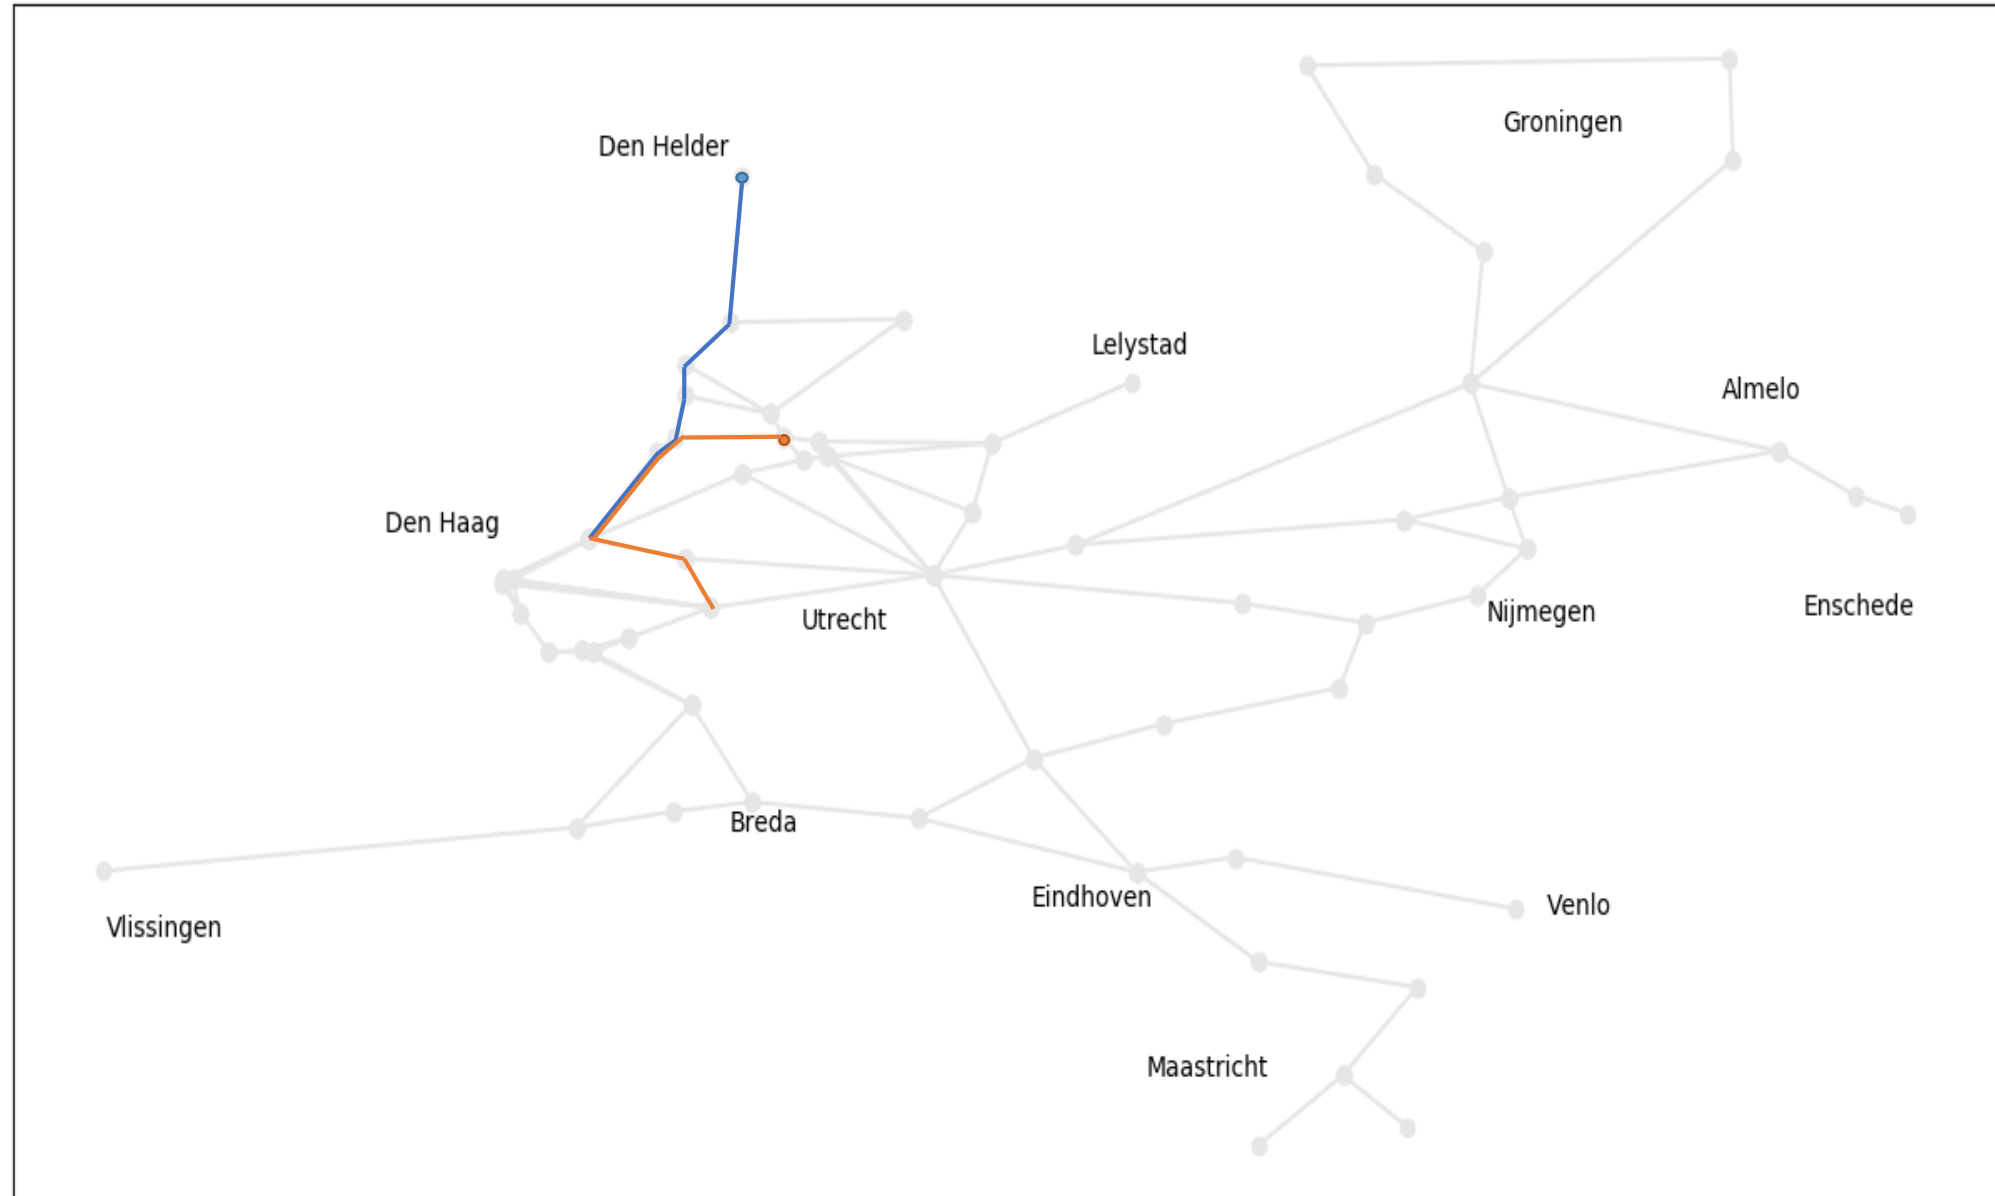 Groningen
Den Helder
Lelystad
Almelo
Den Haag
Utrecht
Nijmegen
Enschede
Breda
Eindhoven
Venlo
Vlissingen
Maastricht